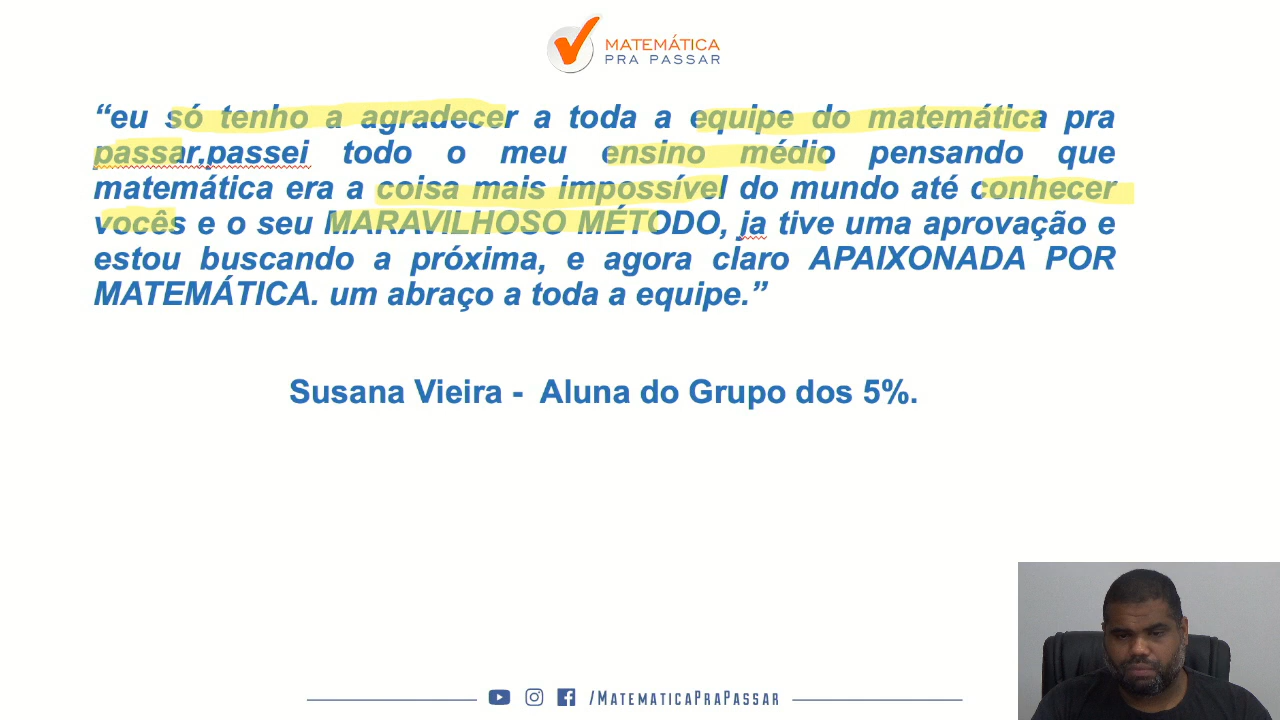 MATEMÁTICA
PRA PASSAR
“eu só tenho a agradecer a toda a equipe do matemática pra
passar,passei todo o meu ensino médio pensando que
matemática era a coisa mais impossível do mundo até conhecer
vocês e o seu MARAVILHOSO MÉTODO, ja tive uma aprovação e
estou buscando a próxima, e agora claro APAIXONADA POR
MATEMÁTICA. um abraço a toda a equipe.”
Susana Vieira - Aluna do Grupo dos 5%.
/MATEMATICAPRAPASSAR